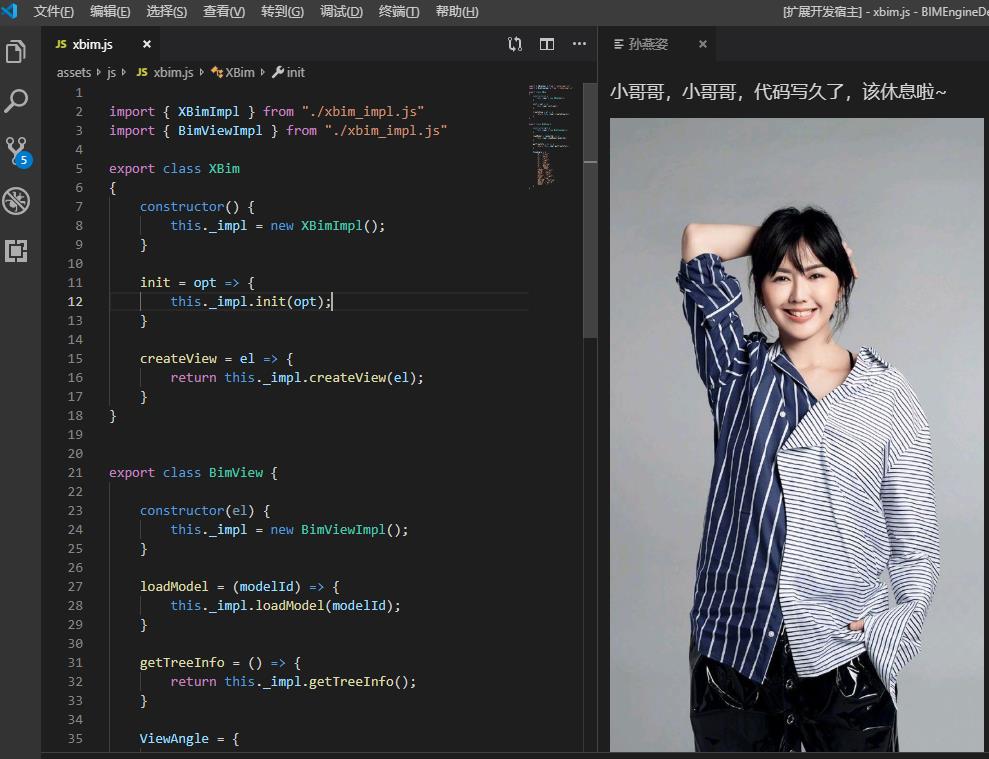 文件(F) 编辑(E) 选择(S) 查看(V) 转到(G) 调试(D) 终端(T) 帮助(H) [扩展开发宿主] - xbim.js - BIMEngineDe
JS xbim.js ×
assets › js › JS xbim.js › XBim › init
1
2 import { XBimImpl } from "./xbim_impl.js"
3 import { BimViewImpl } from "./xbim_impl.js"
4
5 export class XBim
6 {
7 constructor() {
8 this._impl = new XBimImpl();
9 }
10
11 init = opt => {
12 this._impl.init(opt);
13 }
14
15 createView = el => {
16 return this._impl.createView(el);
17 }
18 }
19
20
21 export class BimView {
22
23 constructor(el) {
24 this._impl = new BimViewImpl();
25 }
26
27 loadModel = (modelId) => {
28 this._impl.loadModel(modelId);
29 }
30
31 getTreeInfo = () => {
32 return this._impl.getTreeInfo();
33 }
34
35 ViewAngle = {
5
孙燕姿 ×
小哥哥，小哥哥，代码写久了，该休息啦~